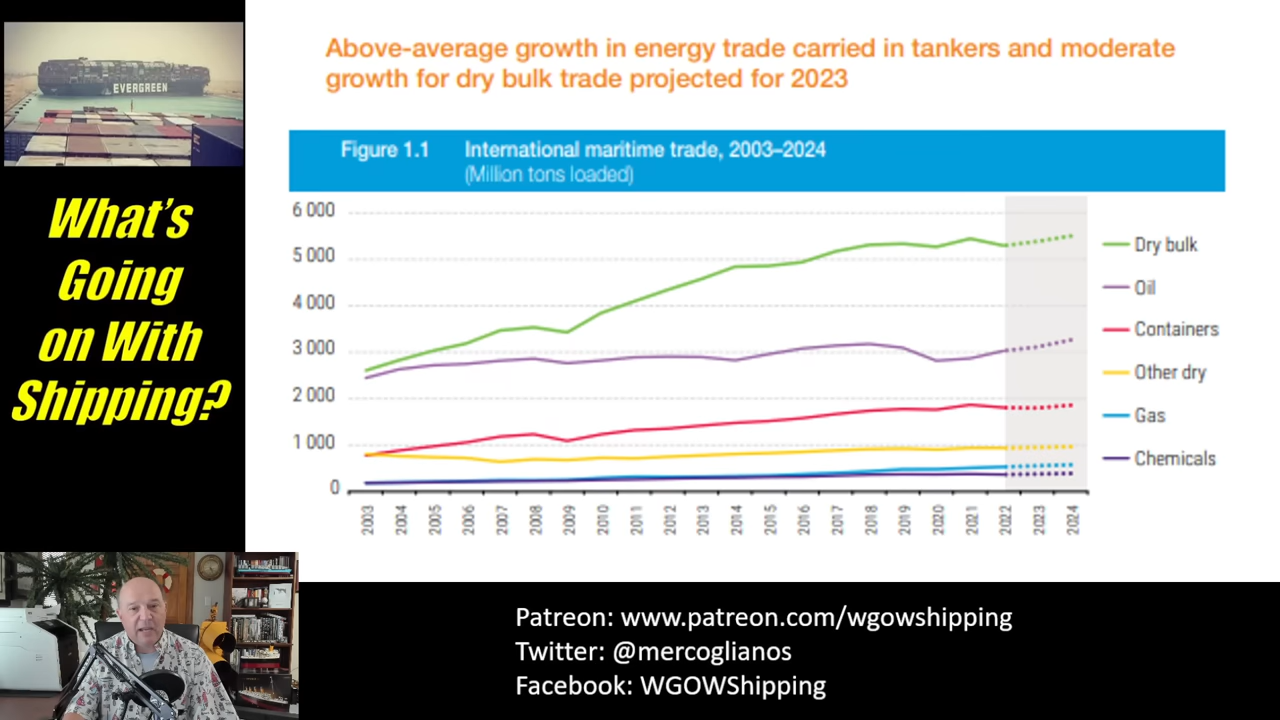 EVERGREEN
What's
Going
on With
Shipping?
Above-average growth in energy trade carried in tankers and moderate
growth for dry bulk trade projected for 2023
Figure 1.1 International maritime trade, 2003–2024
(Million tons loaded)
6 000
5 000
4 000
3 000
2 000
1 000
0
2003 2004 2005 2006 2007 2008 2009 2010 2011 2012 2013 2014 2015 2016 2017 2018 2019 2020 2021 2022 2023 2024
Dry bulk
Oil
Containers
Other dry
Gas
Chemicals
Patreon: www.patreon.com/wgowshipping
Twitter: @mercoglianos
Facebook: WGOWShipping